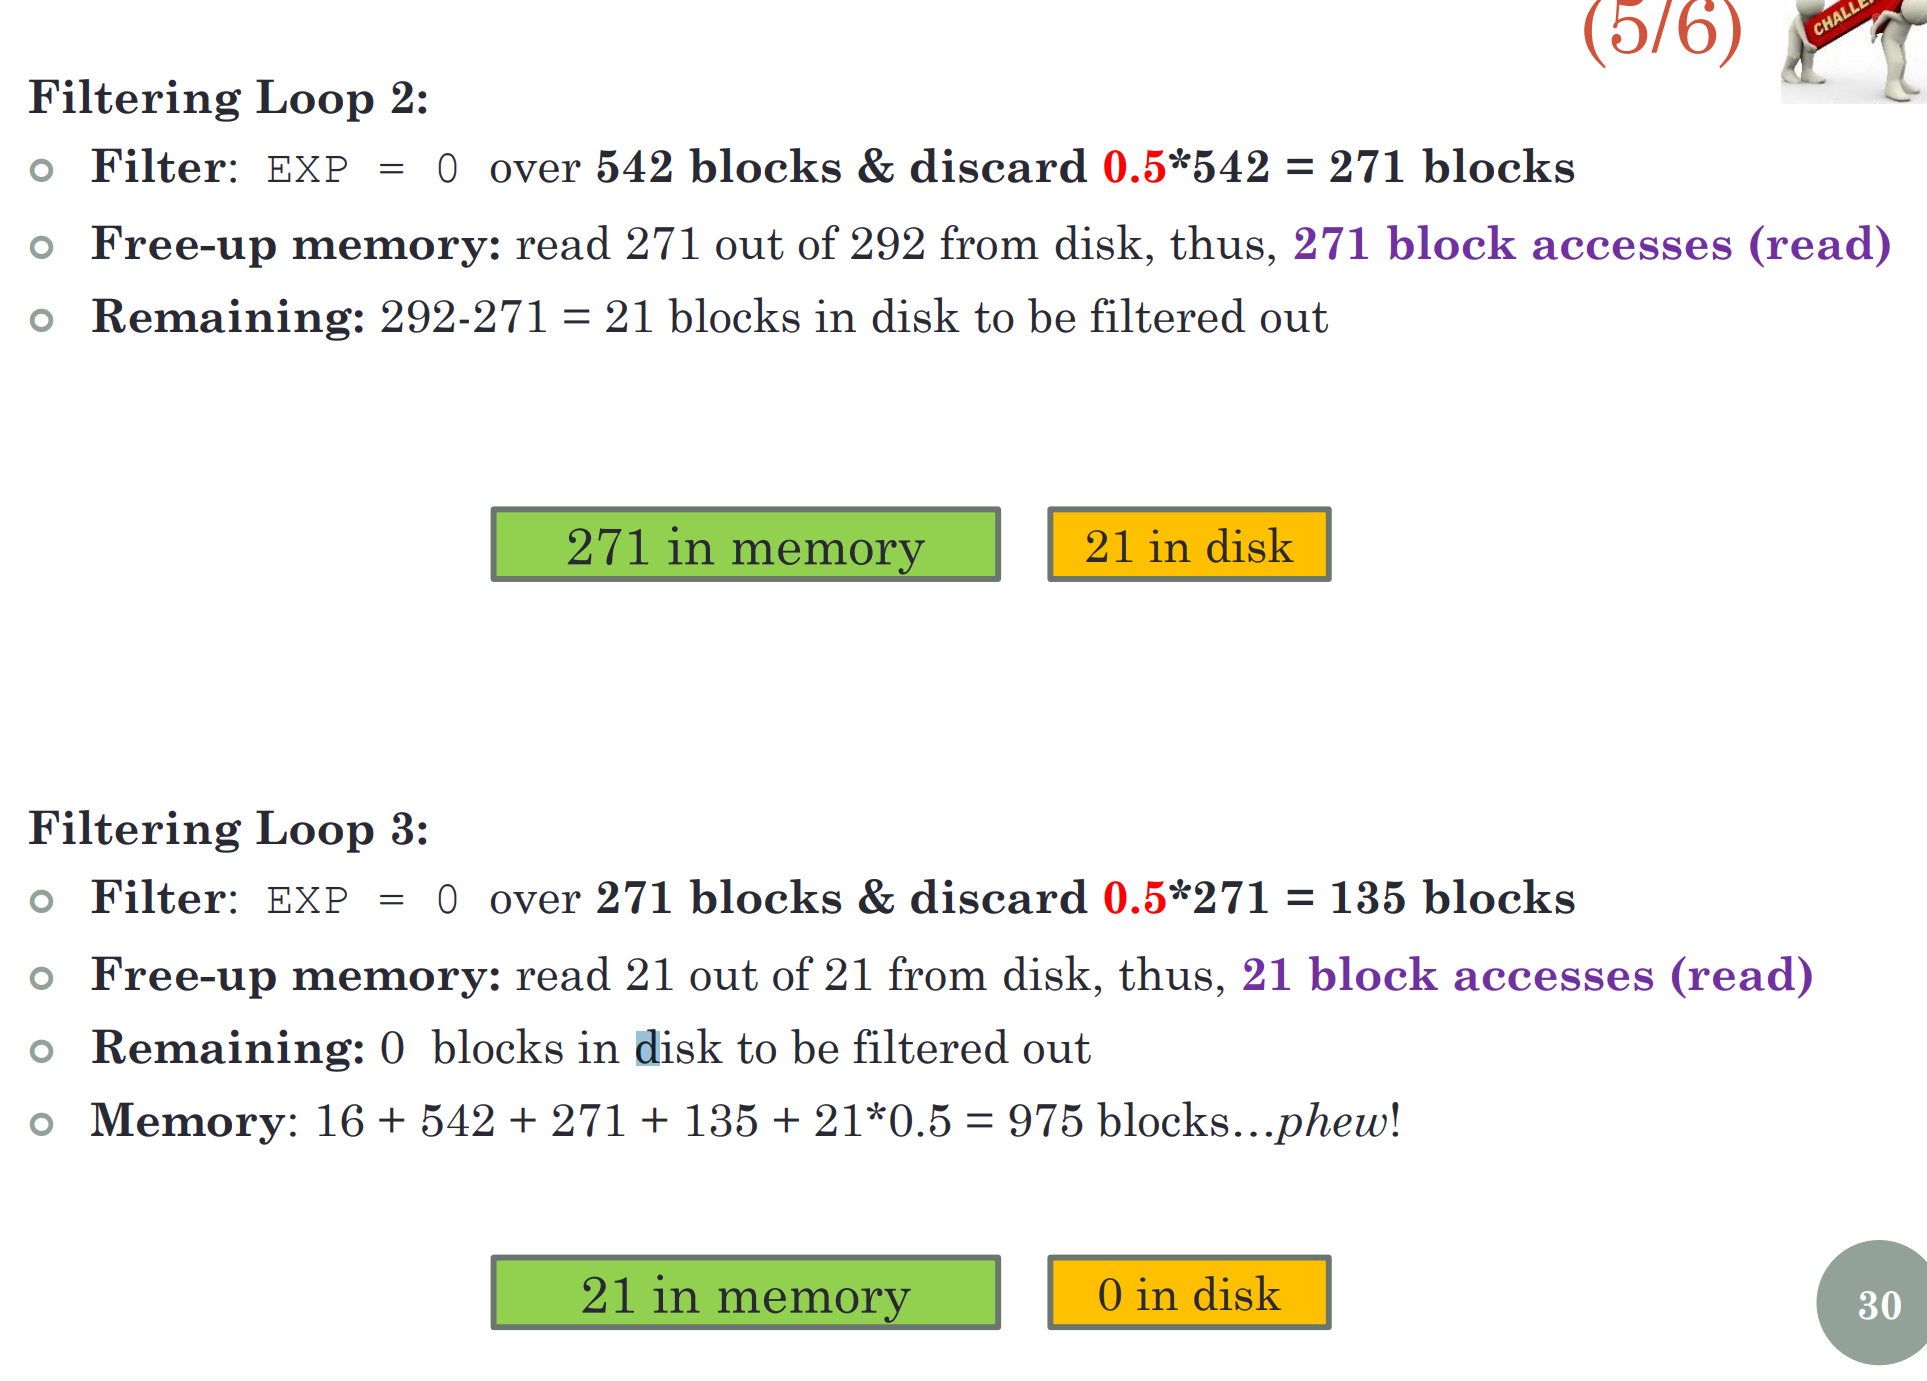 (5/6)
Filtering Loop 2:
Filter: EXP = 0 over 542 blocks & discard 0.5*542 = 271 blocks
Free-up memory: read 271 out of 292 from disk, thus, 271 block accesses (read)
Remaining: 292-271 = 21 blocks in disk to be filtered out
271 in memory
21 in disk
Filtering Loop 3:
Filter: EXP = 0 over 271 blocks & discard 0.5*271 = 135 blocks
Free-up memory: read 21 out of 21 from disk, thus, 21 block accesses (read)
Remaining: 0 blocks in disk to be filtered out
Memory: 16 + 542 + 271 + 135 + 21*0.5 = 975 blocks...phew!
21 in memory
0 in disk
30